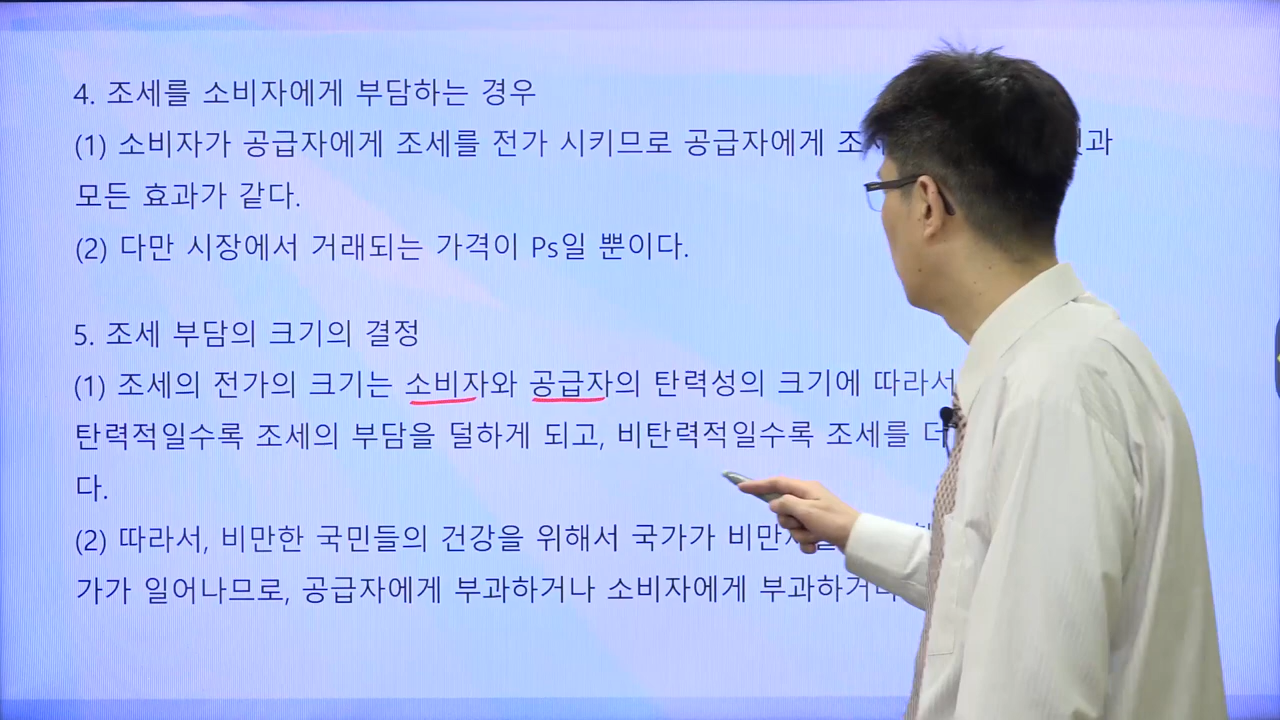 4. 조세를 소비자에게 부담하는 경우
(1) 소비자가 공급자에게 조세를 전가 시키므로 공급자에게
모든 효과가 같다.
(2) 다만 시장에서 거래되는 가격이 Ps일 뿐이다.
5. 조세 부담의 크기의 결정
(1) 조세의 전가의 크기는 소비자와 공급자의 탄력성의 크기에 따라서
탄력적일수록 조세의 부담을 덜하게 되고, 비탄력적일수록 조세를 더
다.
(2) 따라서, 비만한 국민들의 건강을 위해서 국가가
가가 일어나므로, 공급자에게 부과하거나 소비자에게 부과하거나